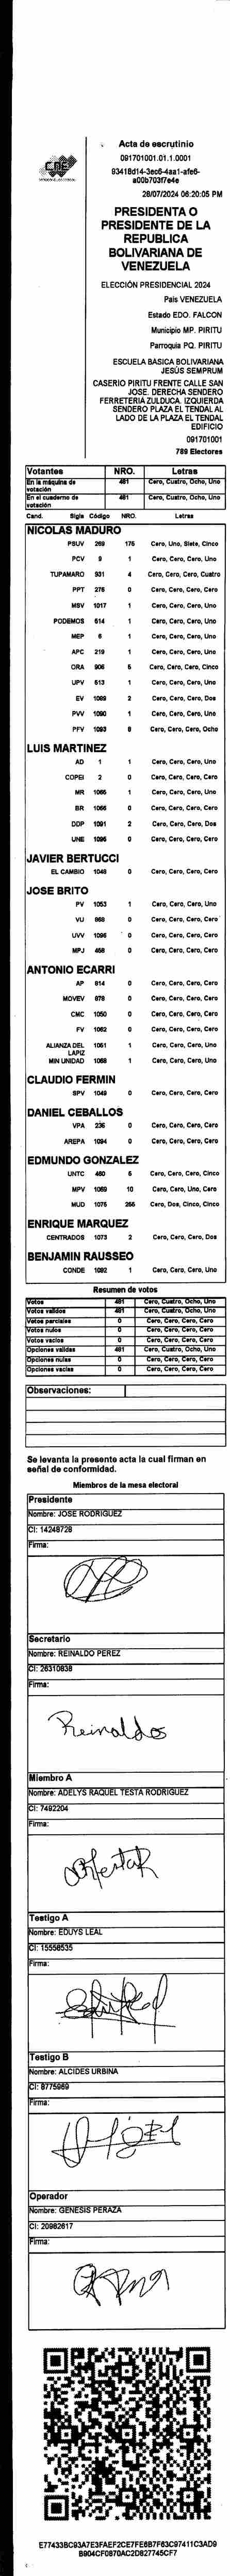 CNE
Acta de escrutinio
091701001.01.1.0001
93418d14-3ec6-4aa1-afe6-
a00b703f7e4e
28/07/2024 06:20:05 PM
PRESIDENTA O
PRESIDENTE DE LA
REPUBLICA
BOLIVARIANA DE
VENEZUELA
ELECCIÓN PRESIDENCIAL 2024
País VENEZUELA
Estado EDO. FALCON
Municipio MP. PIRITU
Parroquia PQ. PIRITU
ESCUELA BASICA BOLIVARIANA
JESÚS SEMPRUM
CASERIO PIRITU FRENTE CALLE SAN
JOSE. DERECHA SENDERO
FERRETERIA ZULDUCA. IZQUIERDA
SENDERO PLAZA EL TENDAL AL
LADO DE LA PLAZA EL TENDAL
EDIFICIO
091701001
789 Electores
Votantes NRO. Letras
En la máquina de votación 481 Cero, Cuatro, Ocho, Uno
En el cuaderno de votación 481 Cero, Cuatro, Ocho, Uno
Cand. Sigla Código NRO. Letras
NICOLAS MADURO
PSUV 269 175 Cero, Uno, Siete, Cinco
PCV 9 1 Cero, Cero, Cero, Uno
TUPAMARO 931 4 Cero, Cero, Cero, Cuatro
PPT 276 0 Cero, Cero, Cero, Cero
MSV 1017 1 Cero, Cero, Cero, Uno
PODEMOS 514 1 Cero, Cero, Cero, Uno
MEP 6 1 Cero, Cero, Cero, Uno
APC 219 1 Cero, Cero, Cero, Uno
ORA 906 5 Cero, Cero, Cero, Cinco
UPV 513 1 Cero, Cero, Cero, Uno
EV 1089 2 Cero, Cero, Cero, Dos
PVV 1090 1 Cero, Cero, Cero, Uno
PFV 1093 8 Cero, Cero, Cero, Ocho
LUIS MARTINEZ
AD 1 1 Cero, Cero, Cero, Uno
COPEI 2 0 Cero, Cero, Cero, Cero
MR 1065 1 Cero, Cero, Cero, Uno
BR 1066 0 Cero, Cero, Cero, Cero
DDP 1091 2 Cero, Cero, Cero, Dos
UNE 1095 0 Cero, Cero, Cero, Cero
JAVIER BERTUCCI
EL CAMBIO 1048 0 Cero, Cero, Cero, Cero
JOSE BRITO
PV 1053 1 Cero, Cero, Cero, Uno
VU 868 0 Cero, Cero, Cero, Cero
UVV 1096 0 Cero, Cero, Cero, Cero
MPJ 458 0 Cero, Cero, Cero, Cero
ANTONIO ECARRI
AP 814 0 Cero, Cero, Cero, Cero
MOVEV 878 0 Cero, Cero, Cero, Cero
CMC 1050 0 Cero, Cero, Cero, Cero
FV 1062 0 Cero, Cero, Cero, Cero
ALIANZA DEL LAPIZ 1061 1 Cero, Cero, Cero, Uno
MIN UNIDAD 1068 1 Cero, Cero, Cero, Uno
CLAUDIO FERMIN
SPV 1049 0 Cero, Cero, Cero, Cero
DANIEL CEBALLOS
VPA 236 0 Cero, Cero, Cero, Cero
AREPA 1094 0 Cero, Cero, Cero, Cero
EDMUNDO GONZALEZ
UNTC 460 5 Cero, Cero, Cero, Cinco
MPV 1069 10 Cero, Cero, Uno, Cero
MUD 1075 255 Cero, Dos, Cinco, Cinco
ENRIQUE MARQUEZ
CENTRADOS 1073 2 Cero, Cero, Cero, Dos
BENJAMIN RAUSSEO
CONDE 1092 1 Cero, Cero, Cero, Uno
Resumen de votos
Votos 481 Cero, Cuatro, Ocho, Uno
Votos validos 481 Cero, Cuatro, Ocho, Uno
Votos parciales 0 Cero, Cero, Cero, Cero
Votos nulos 0 Cero, Cero, Cero, Cero
Votos vacios 0 Cero, Cero, Cero, Cero
Opciones validas 481 Cero, Cuatro, Ocho, Uno
Opciones nulas 0 Cero, Cero, Cero, Cero
Opciones vacias 0 Cero, Cero, Cero, Cero
Observaciones:
Se levanta la presente acta la cual firman en
señal de conformidad.
Miembros de la mesa electoral
Presidente
Nombre: JOSE RODRIGUEZ
CI: 14248728
Firma:
Secretario
Nombre: REINALDO PEREZ
CI: 26310838
Firma:
Reinaldos
Miembro A
Nombre: ADELYS RAQUEL TESTA RODRIGUEZ
CI: 7492204
Firma:
Testigo A
Nombre: EDUYS LEAL
CI: 15558535
Firma:
Testigo B
Nombre: ALCIDES URBINA
CI: 8775969
Firma:
Operador
Nombre: GENESIS PERAZA
CI: 20982617
Firma:
E77433BC93A7E3FAEF2CE7FE6B7F63C97411C3AD9
B904CF0870AC2D827745CF7